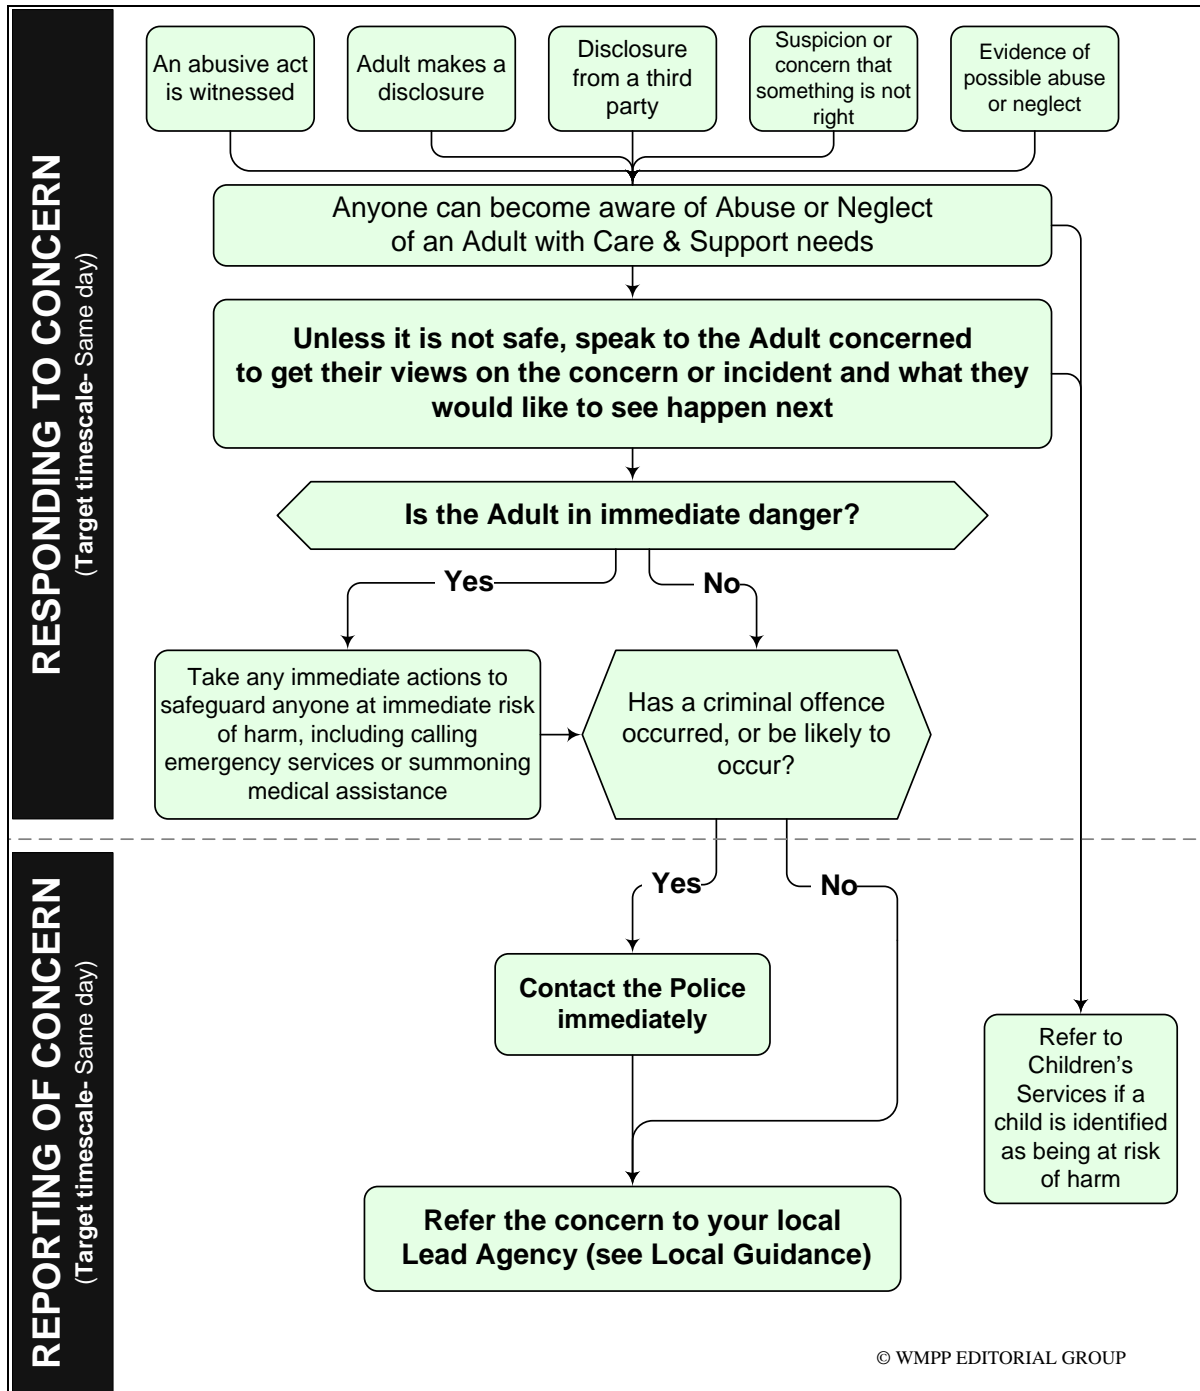 RESPONDING TO CONCERN
(Target timescale- Same day)
An abusive act
is witnessed
Adult makes a
disclosure
Disclosure
from a third
party
Suspicion or
concern that
something is not
right
Evidence of
possible abuse
or neglect
Anyone can become aware of Abuse or Neglect
of an Adult with Care & Support needs
Unless it is not safe, speak to the Adult concerned
to get their views on the concern or incident and what they
would like to see happen next
Is the Adult in immediate danger?
Yes
No
Take any immediate actions to
safeguard anyone at immediate risk
of harm, including calling
emergency services or summoning
medical assistance
Has a criminal offence
occurred, or be likely to
occur?
REPORTING OF CONCERN
(Target timescale- Same day)
Yes
No
Contact the Police
immediately
Refer to
Children's
Services if a
child is identified
as being at risk
of harm
Refer the concern to your local
Lead Agency (see Local Guidance)
© WMPP EDITORIAL GROUP